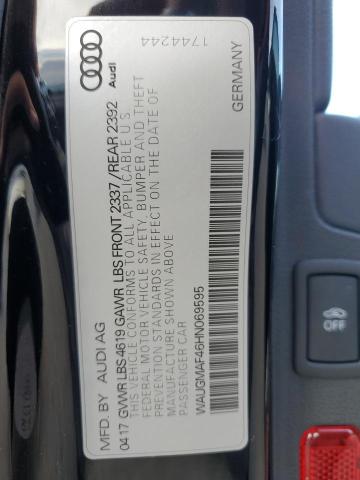 MFD. BY AUDI AG
04 17 GVWR LBS 4619 GAWR LBS FRONT 2337 / REAR 2392
THIS VEHICLE CONFORMS TO ALL APPLICABLE U.S.
FEDERAL MOTOR VEHICLE SAFETY, BUMPER AND THEFT
PREVENTION STANDARDS IN EFFECT ON THE DATE OF
MANUFACTURE SHOWN ABOVE
PASSENGER CAR
WAUGMAF46HN069595
GERMANY
Audi
1744244